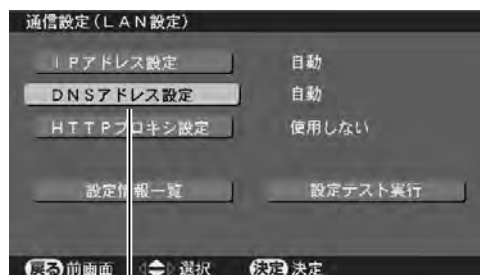 通信設定(LAN設定)
IPアドレス設定 自動
DNSアドレス設定 自動
HTTPプロキシ設定 使用しない
設定情報一覧 設定テスト実行
戻る 前画面 選択 決定 決定